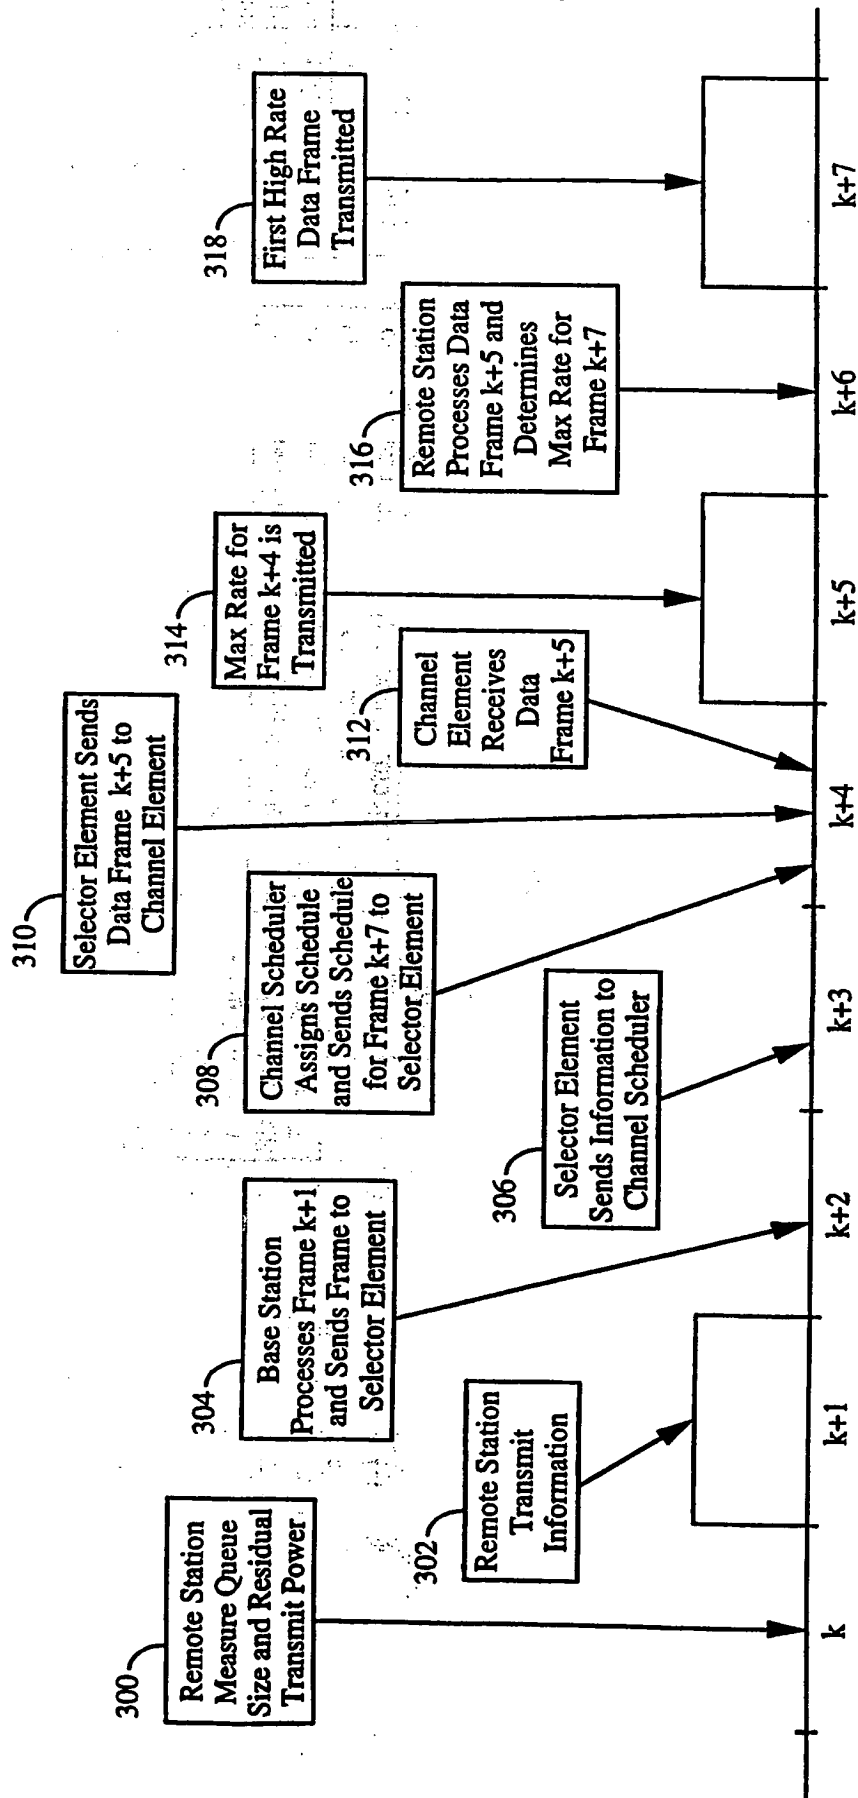 300
Remote Station
Measure Queue
Size and Residual
Transmit Power
302
Remote Station
Transmit
Information
304
Base Station
Processes Frame k+1
and Sends Frame to
Selector Element
306
Selector Element
Sends Information to
Channel Scheduler
308
Channel Scheduler
Assigns Schedule
and Sends Schedule
for Frame k+7 to
Selector Element
310
Selector Element Sends
Data Frame k+5 to
Channel Element
312
Channel
Element
Receives
Data
Frame k+5
314
Max Rate for
Frame k+4 is
Transmitted
316
Remote Station
Processes Data
Frame k+5 and
Determines
Max Rate for
Frame k+7
318
First High Rate
Data Frame
Transmitted
k
k+1
k+2
k+3
k+4
k+5
k+6
k+7